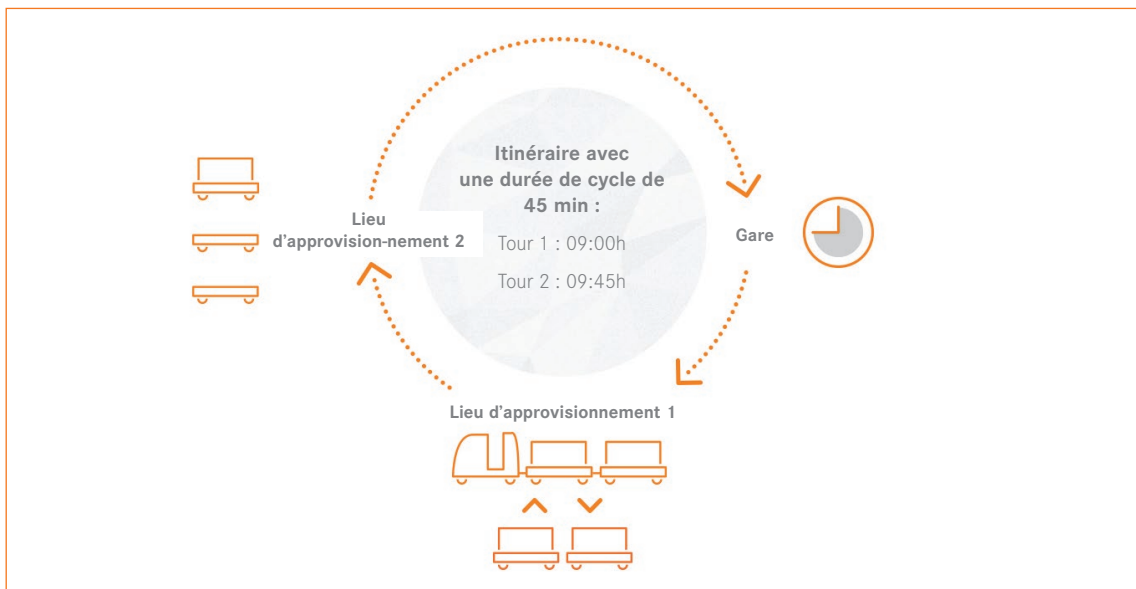 Itinéraire avec
une durée de cycle de
45 min :
Tour 1 : 09:00h
Tour 2 : 09:45h
Lieu
d'approvision-nement 2
Gare
Lieu d'approvisionnement 1